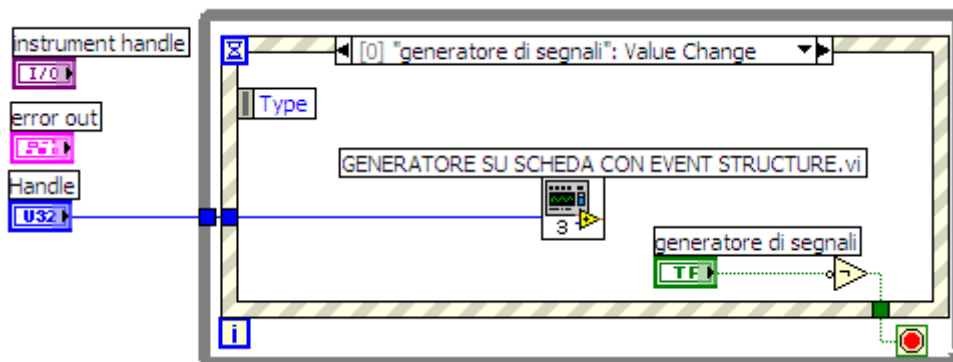 instrument handle
I/O
error out
Handle
U32
[0] "generatore di segnali": Value Change
Type
GENERATORE SU SCHEDA CON EVENT STRUCTURE.vi
3
generatore di segnali
TF
i